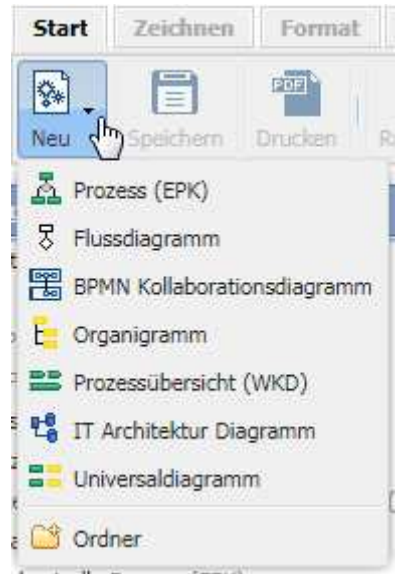 Start Zeichnen Format
PDF
Neu Speichern Drucken
Prozess (EPK)
Flussdiagramm
BPMN Kollaborationsdiagramm
Organigramm
Prozessübersicht (WKD)
IT Architektur Diagramm
Universaldiagramm
Ordner